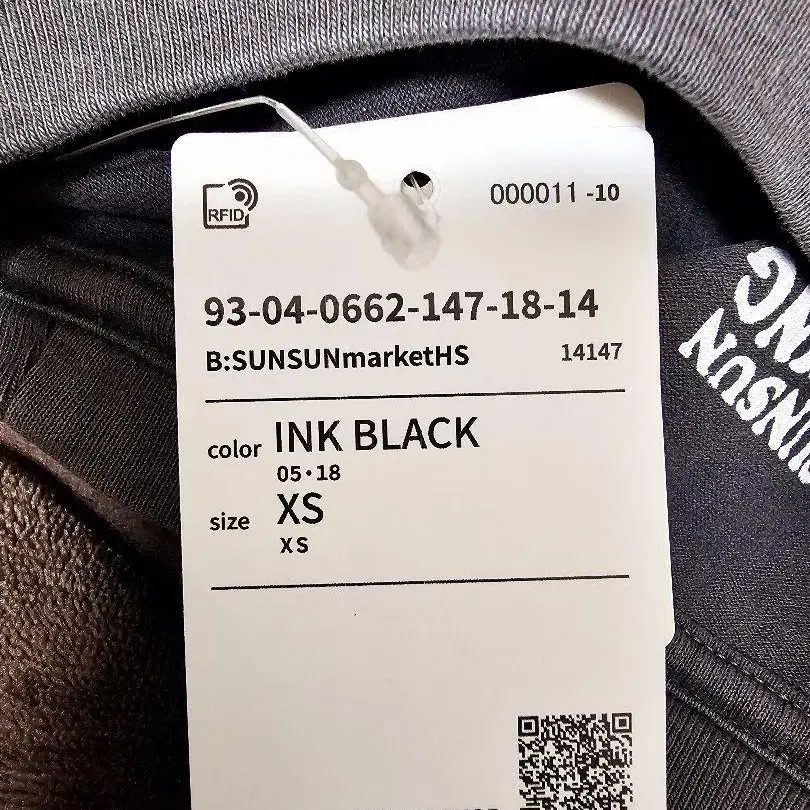 RFID
000011 -10
93-04-0662-147-18-14
B:SUNSUNmarketHS
14147
color INK BLACK
05・18
size XS
XS